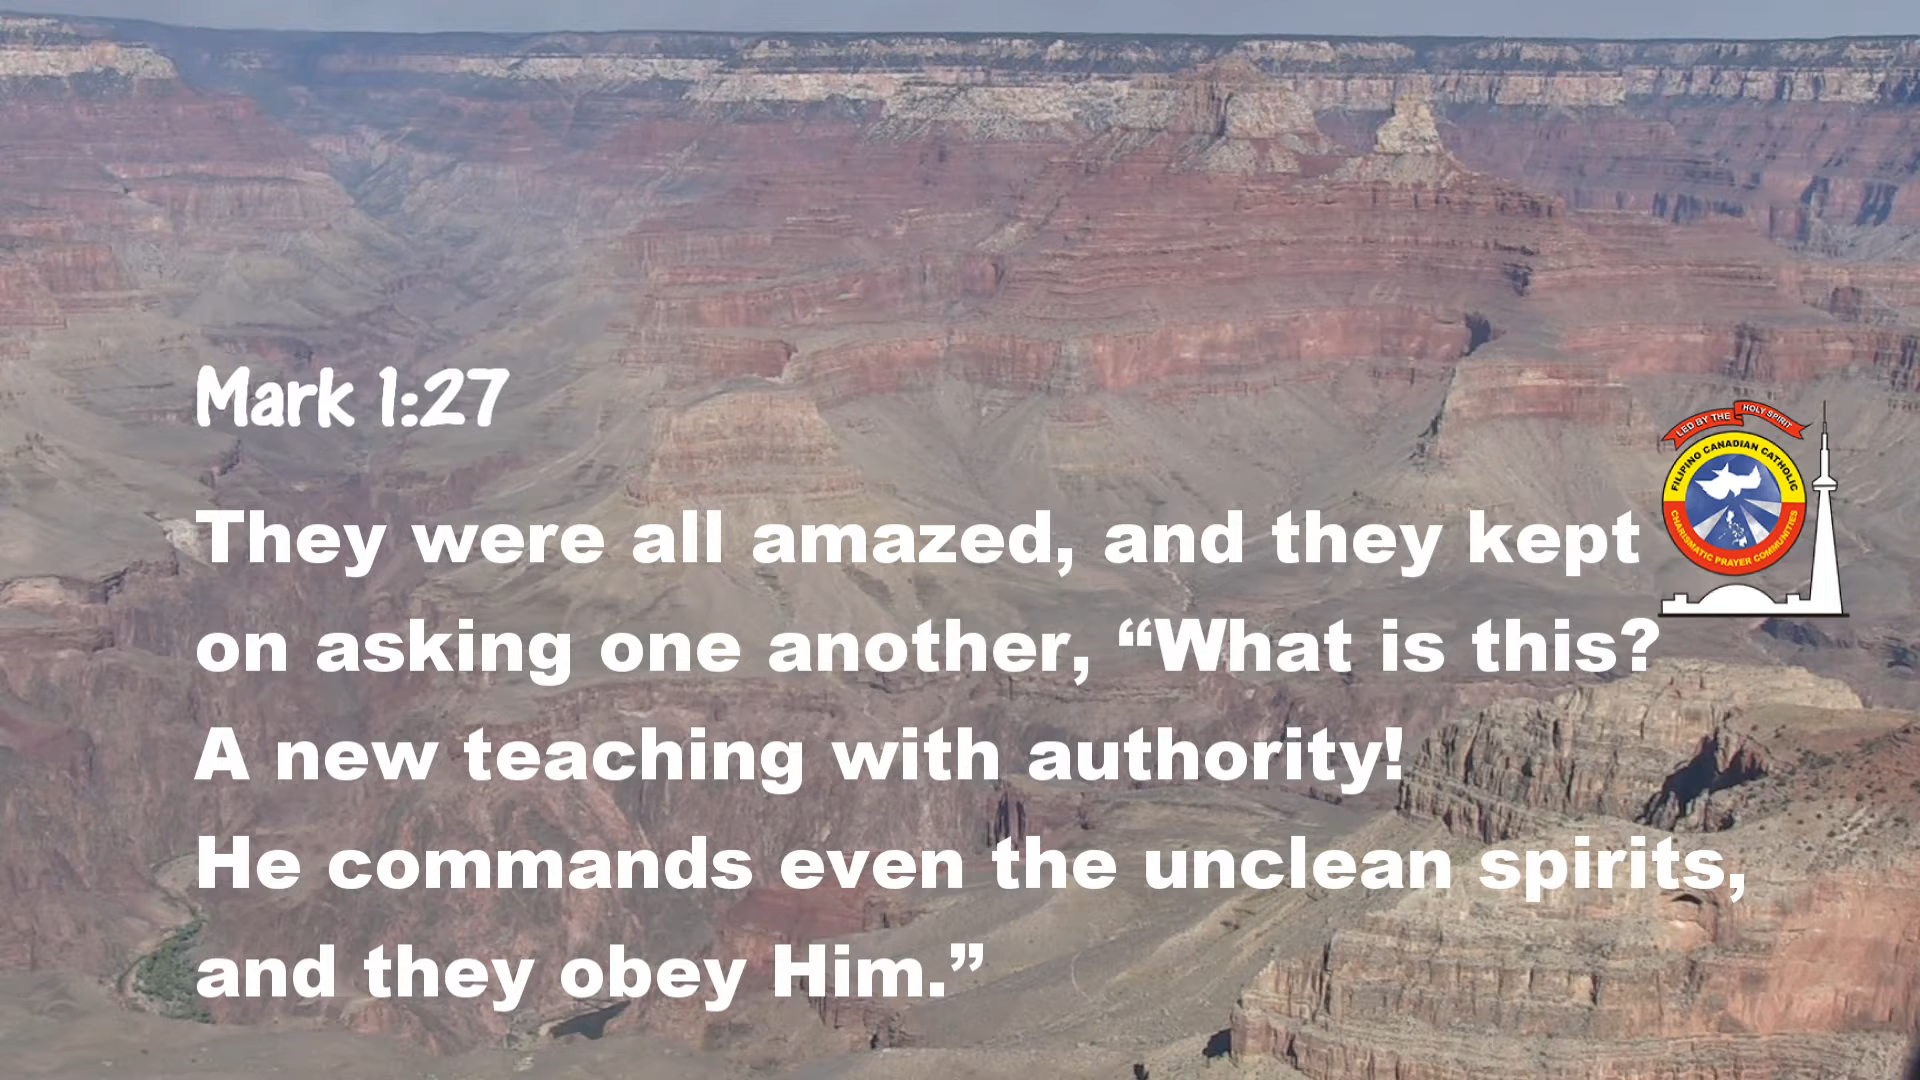 Mark 1:27
LED BY THE HOLY SPIRIT
FILIPINO CANADIAN CATHOLIC
CHARISMATIC PRAYER COMMUNITIES
They were all amazed, and they kept
on asking one another, “What is this?
A new teaching with authority!
He commands even the unclean spirits,
and they obey Him.”